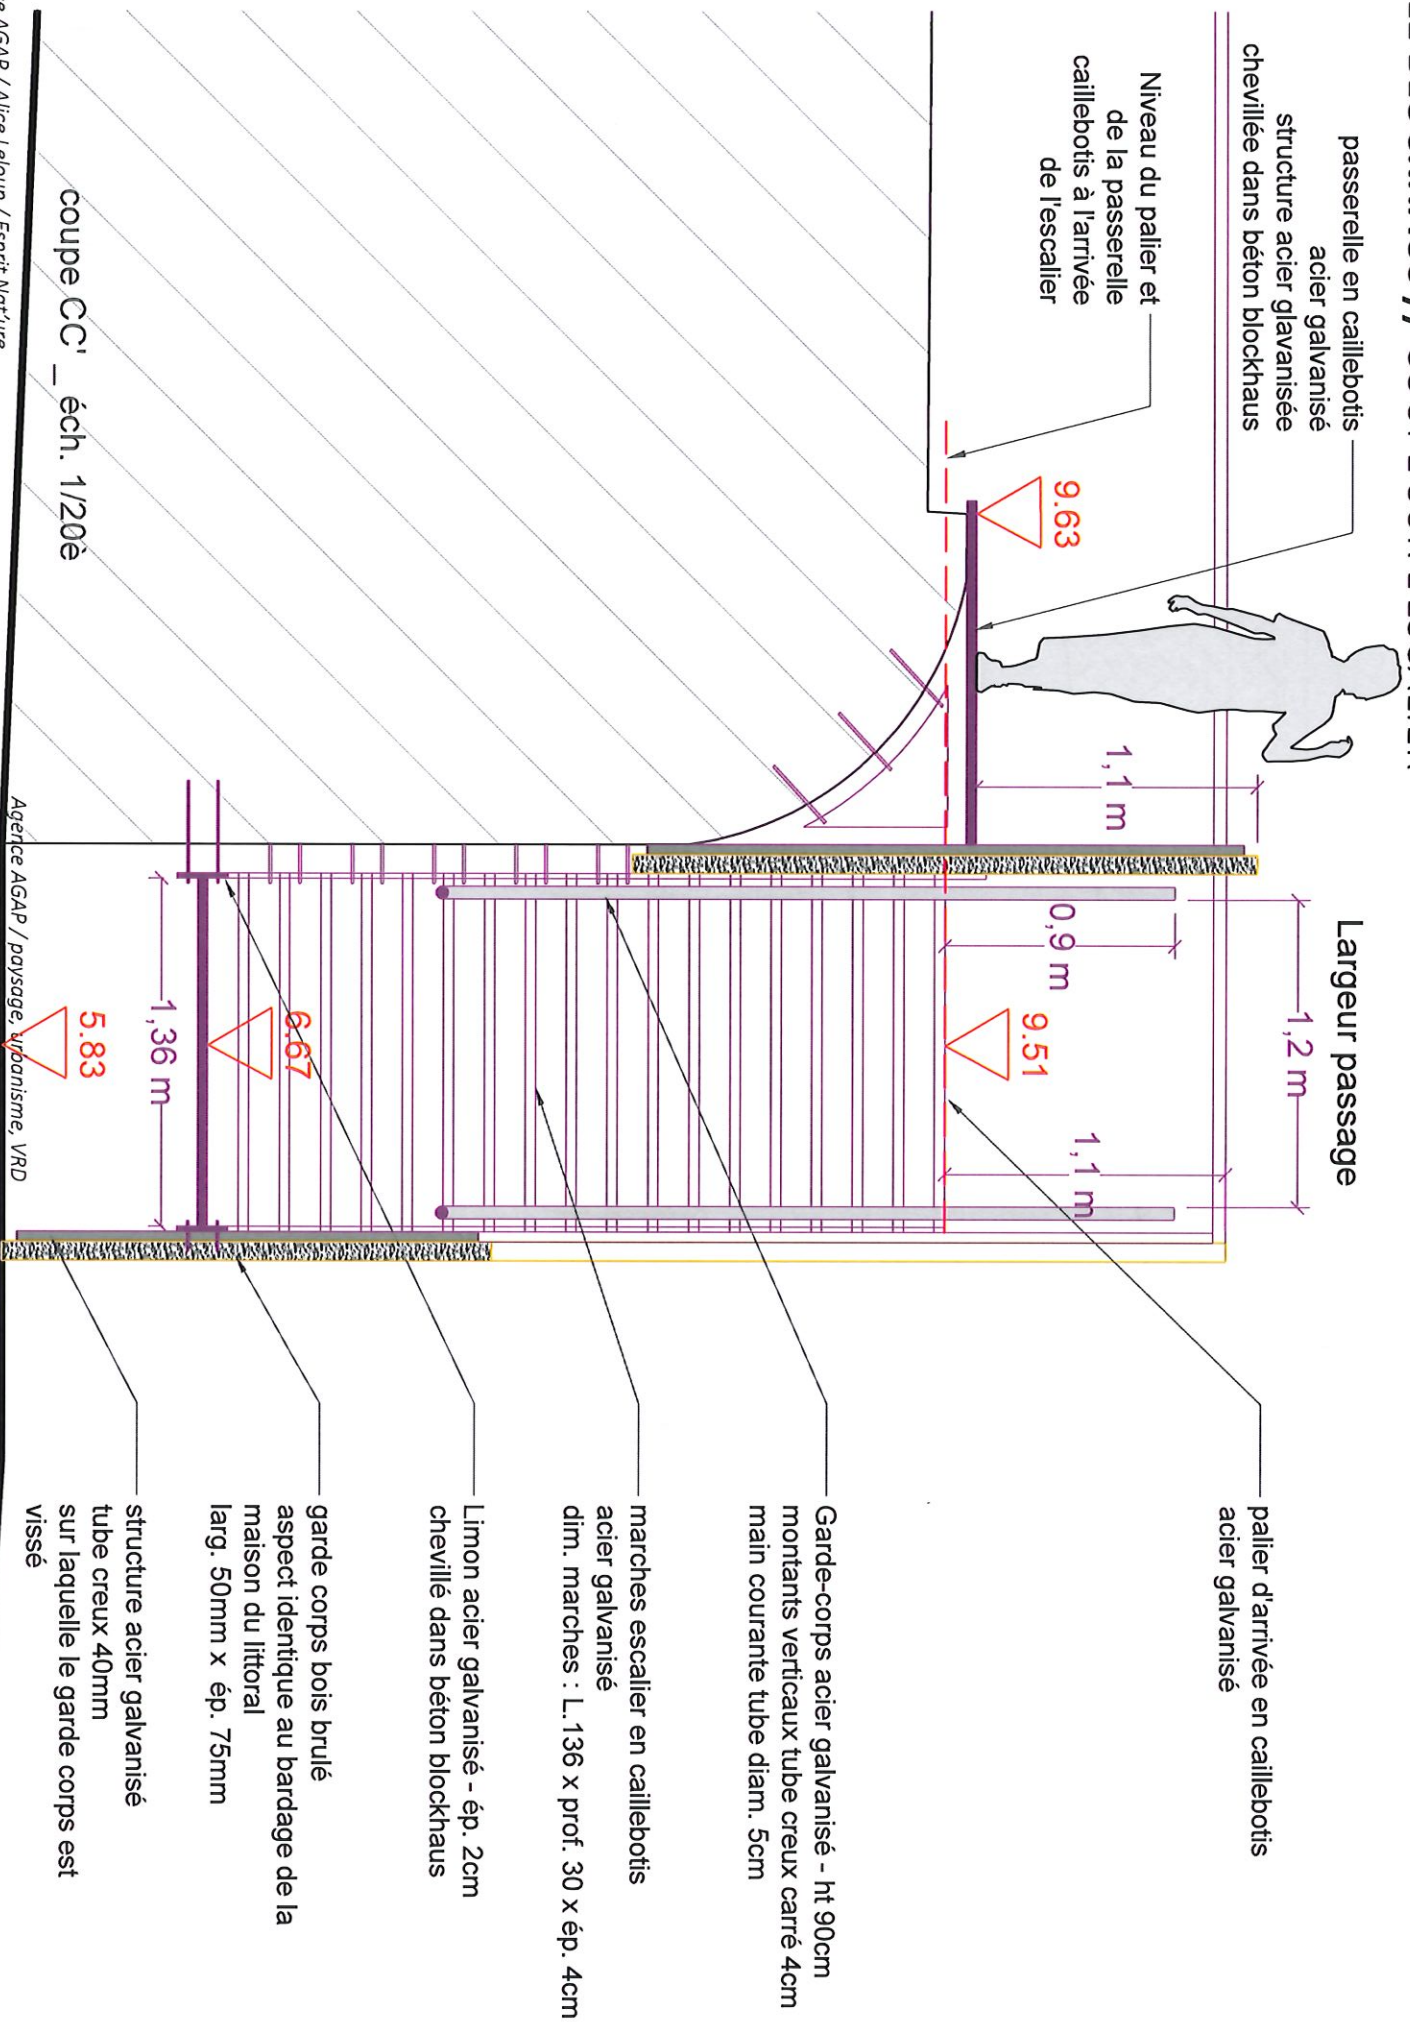 passerelle en caillebotis
acier galvanisé
structure acier glavanisée
chevillée dans béton blockhaus
Niveau du palier et
de la passerelle
caillebotis à l'arrivée
de l'escalier
9.63
1,1 m
Largeur passage
1,2 m
0,9 m
9.51
1,1 m
6.67
1,36 m
5.83
palier d'arrivée en caillebotis
acier galvanisé
Garde-corps acier galvanisé - ht 90cm
montants verticaux tube creux carré 4cm
main courante tube diam. 5cm
marches escalier en caillebotis
acier galvanisé
dim. marches : L.136 x prof. 30 x ép. 4cm
Limon acier galvanisé - ép. 2cm
chevillé dans béton blockhaus
garde corps bois brulé
aspect identique au bardage de la
maison du littoral
larg. 50mm x ép. 75mm
structure acier galvanisé
tube creux 40mm
sur laquelle le garde corps est
vissé
coupe CC' _ éch. 1/20è
AGAP / Alice Leloup / Esprit Nat'ure
Agence AGAP / paysage, urbanisme, VRD